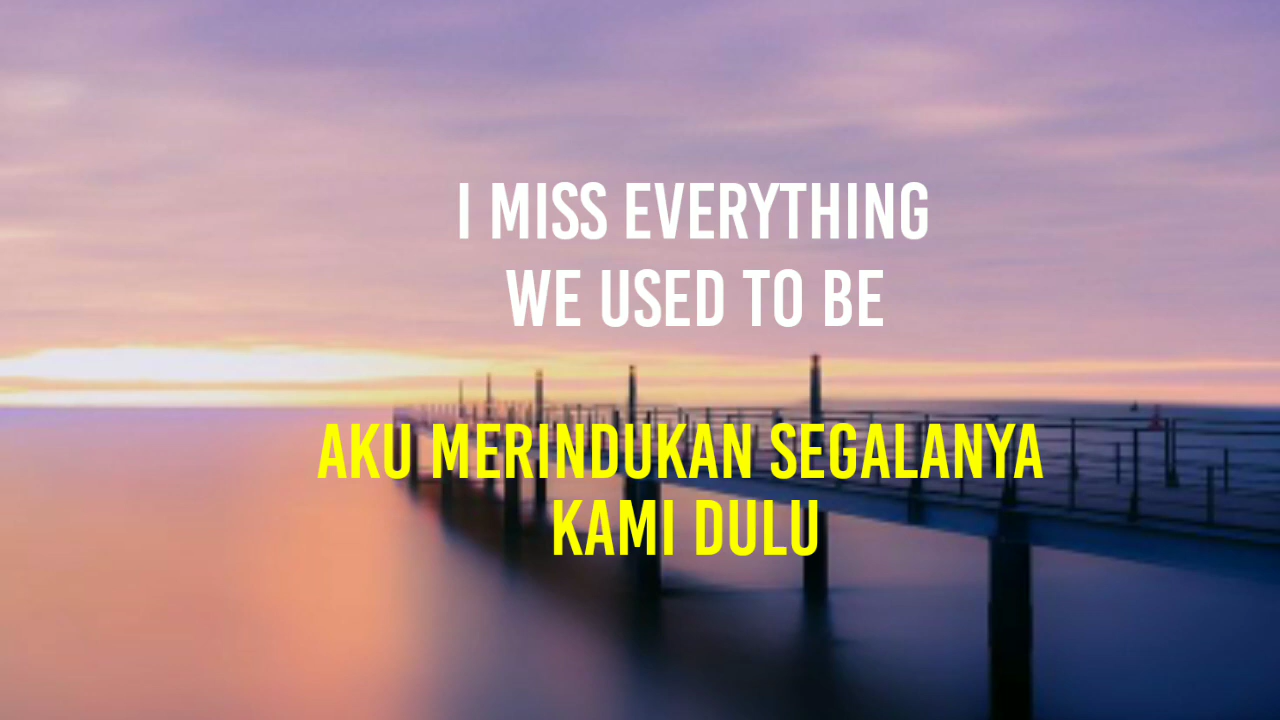 I MISS EVERYTHING
WE USED TO BE
AKU MERINDUKAN SEGALANYA
KAMI DULU